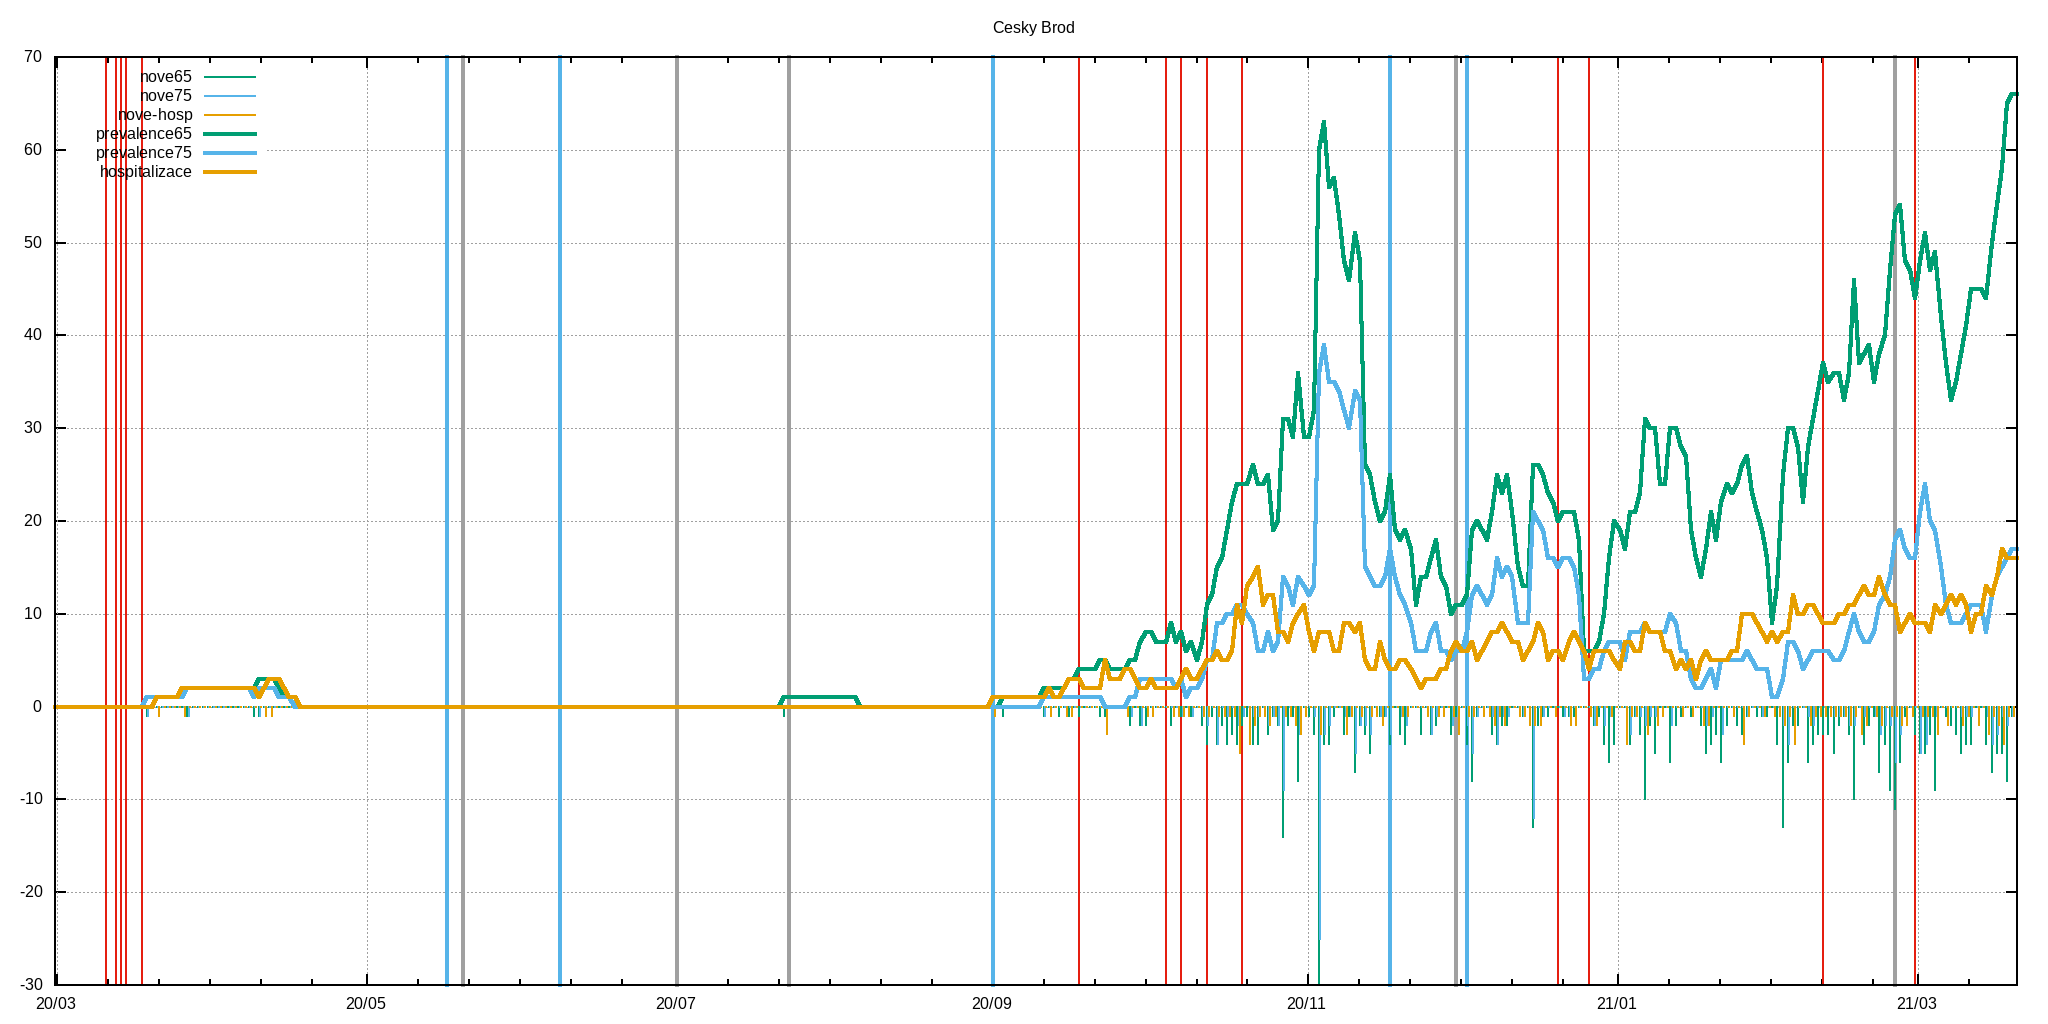 Cesky Brod
70
60
50
40
30
20
10
0
-10
-20
-30
nove65
nove75
nove-hosp
prevalence65
prevalence75
hospitalizace
20/03 20/05 20/07 20/09 20/11 21/01 21/03